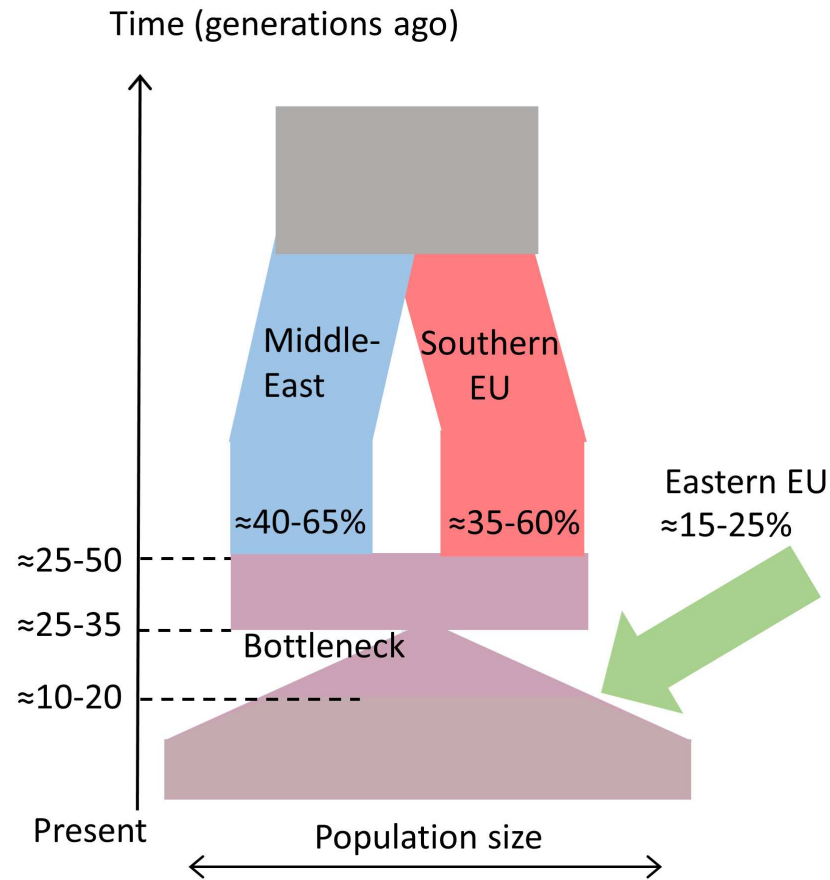 Time (generations ago)
Middle-
East
Southern
EU
Eastern EU
≈15-25%
≈40-65%
≈35-60%
≈25-50
≈25-35
Bottleneck
≈10-20
Present
Population size